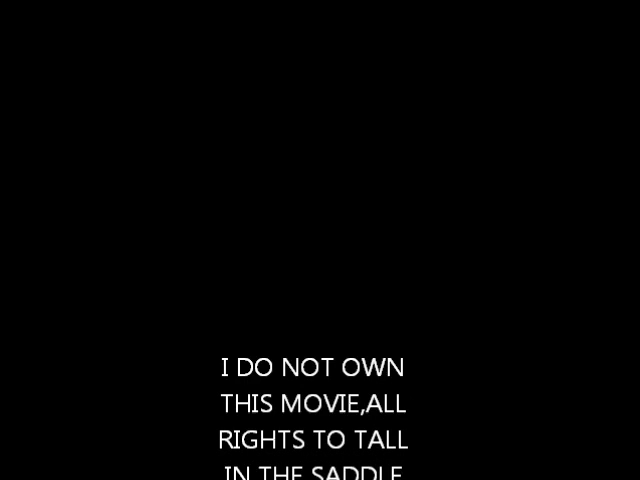 I DO NOT OWN
THIS MOVIE,ALL
RIGHTS TO TALL
IN THE SADDLE